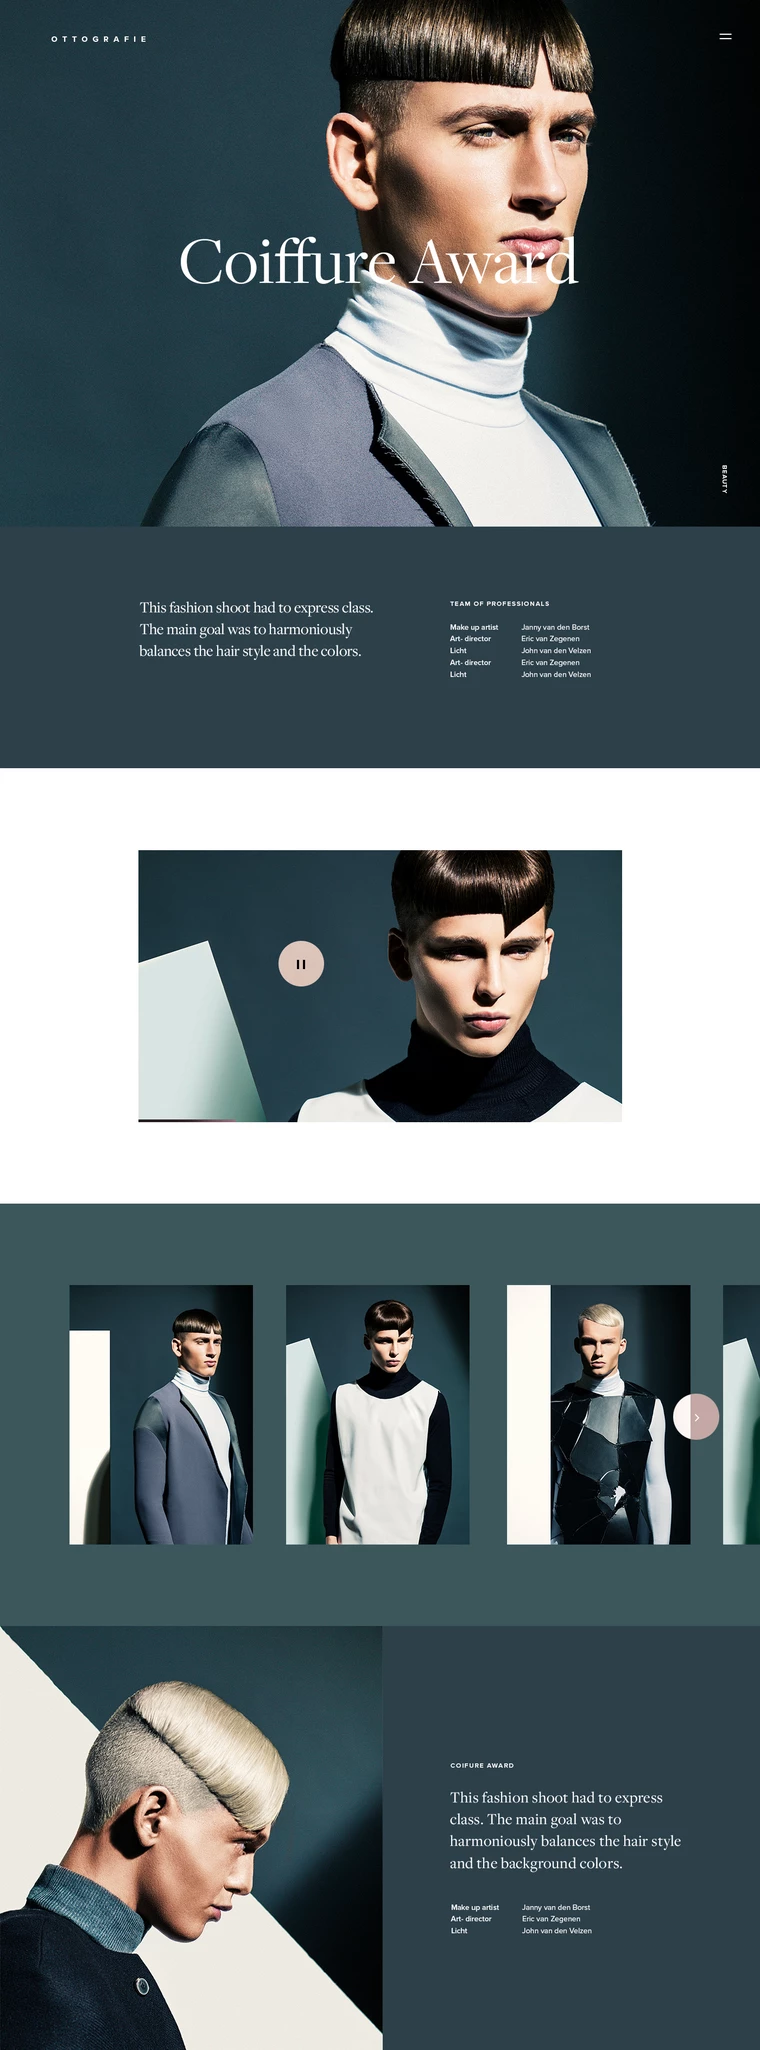 OTTOGRAFIE
Coiffure Award
BEAUTY
This fashion shoot had to express class.
The main goal was to harmoniously
balances the hair style and the colors.
TEAM OF PROFESSIONALS
Make up artist Janny van den Borst
Art- director Eric van Zegenen
Licht John van den Velzen
Art- director Eric van Zegenen
Licht John van den Velzen
COIFURE AWARD
This fashion shoot had to express
class. The main goal was to
harmoniously balances the hair style
and the background colors.
Make up artist Janny van den Borst
Art- director Eric van Zegenen
Licht John van den Velzen